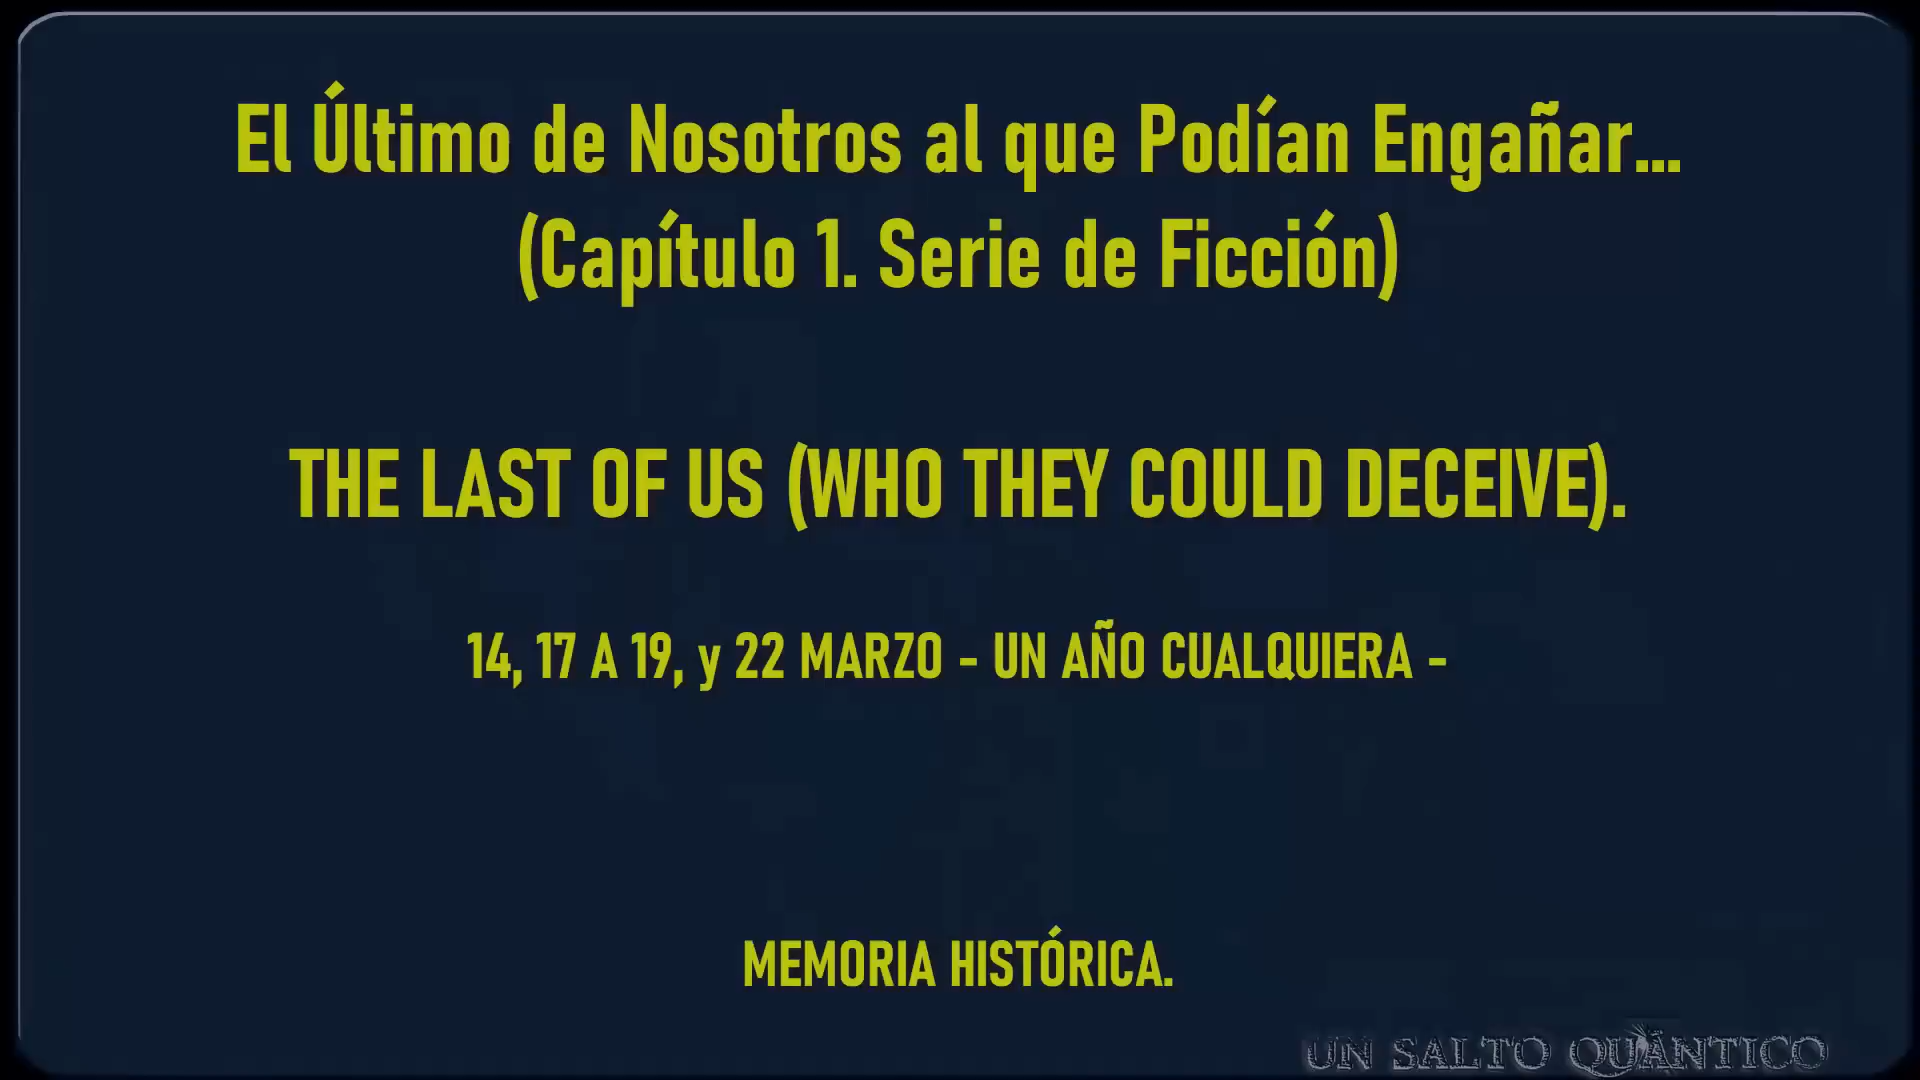 El Último de Nosotros al que Podían Engañar...
(Capítulo 1. Serie de Ficción)
THE LAST OF US (WHO THEY COULD DECEIVE).
14, 17 A 19, y 22 MARZO - UN AÑO CUALQUIERA -
MEMORIA HISTÓRICA.
UN SALTO QUÁNTICO